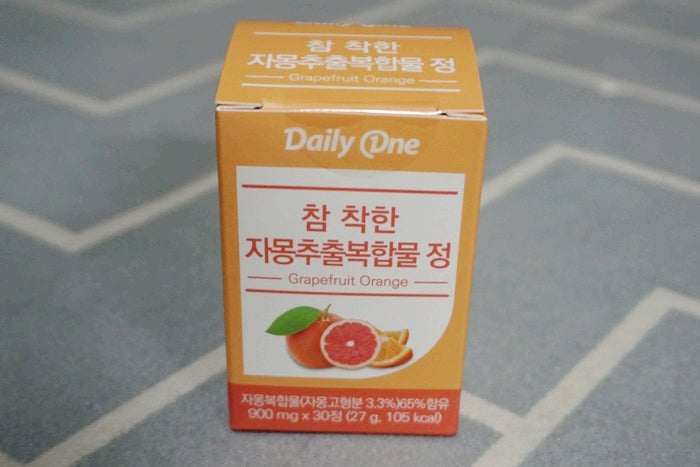 참 착한
자몽추출복합물 정
Grapefruit Orange
Daily One
참 착한
자몽추출복합물 정
Grapefruit Orange
자몽복합물(자몽고형분 3.3%)65%함유
900 mg x 30정 (27 g, 105 kcal)